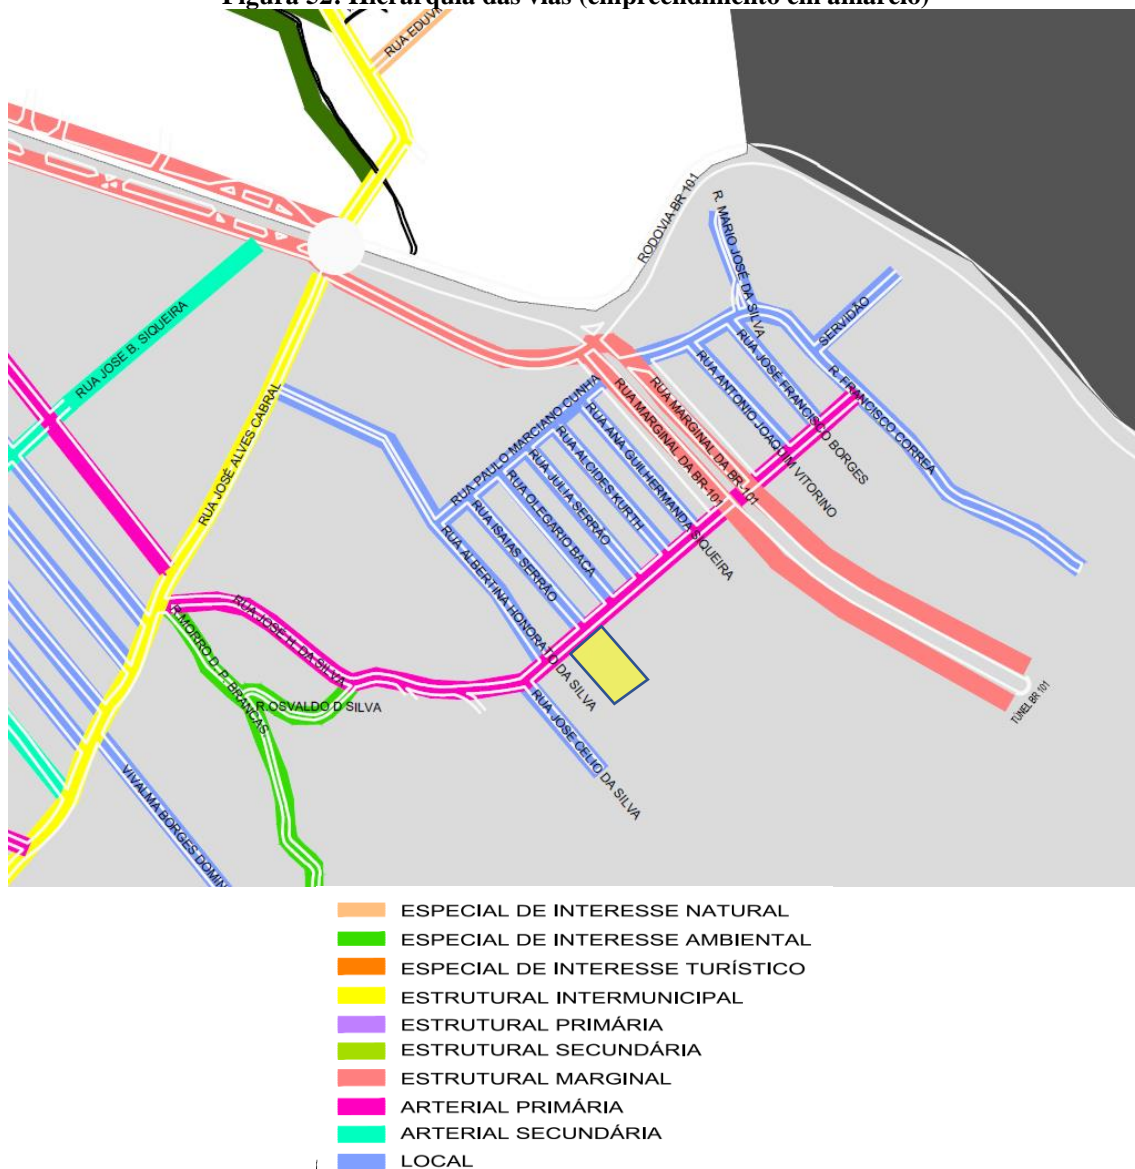 Figura 32: Hierarquia das vias (empreendimento em amarelo)
RUA EDUVI
RODOVIA BR 101
R. MARIO JOSÉ DA SILVA
SERVIDÃO
RUA JOSE B. SIQUEIRA
RUA JOSÉ ALVES CABRAL
RUA PAULO MARCIANO CUNHA
RUA MARGINAL DA BR-101
RUA MARGINAL DA BR-101
RUA ANTONIO JOAQUIM VITORINO
RUA JOSÉ FRANCISCO BORGES
R. FRANCISCO CORREA
RUA ANA GUILHERMANDA SIQUEIRA
RUA ALCIDES KURTH
RUA JULIA SERRÃO
RUA OLEGARIO BACA
RUA ISAIAS SERRÃO
RUA ALBERTINA HONORATO DA SILVA
RUA JOSE H. DA SILVA
R.MORRO D. P. BRANCAS
R.OSVALDO D SILVA
RUA JOSE CELIO DA SILVA
TÚNEL BR 101
VIVALMA BORGES DOMIN
ESPECIAL DE INTERESSE NATURAL
ESPECIAL DE INTERESSE AMBIENTAL
ESPECIAL DE INTERESSE TURÍSTICO
ESTRUTURAL INTERMUNICIPAL
ESTRUTURAL PRIMÁRIA
ESTRUTURAL SECUNDÁRIA
ESTRUTURAL MARGINAL
ARTERIAL PRIMÁRIA
ARTERIAL SECUNDÁRIA
LOCAL